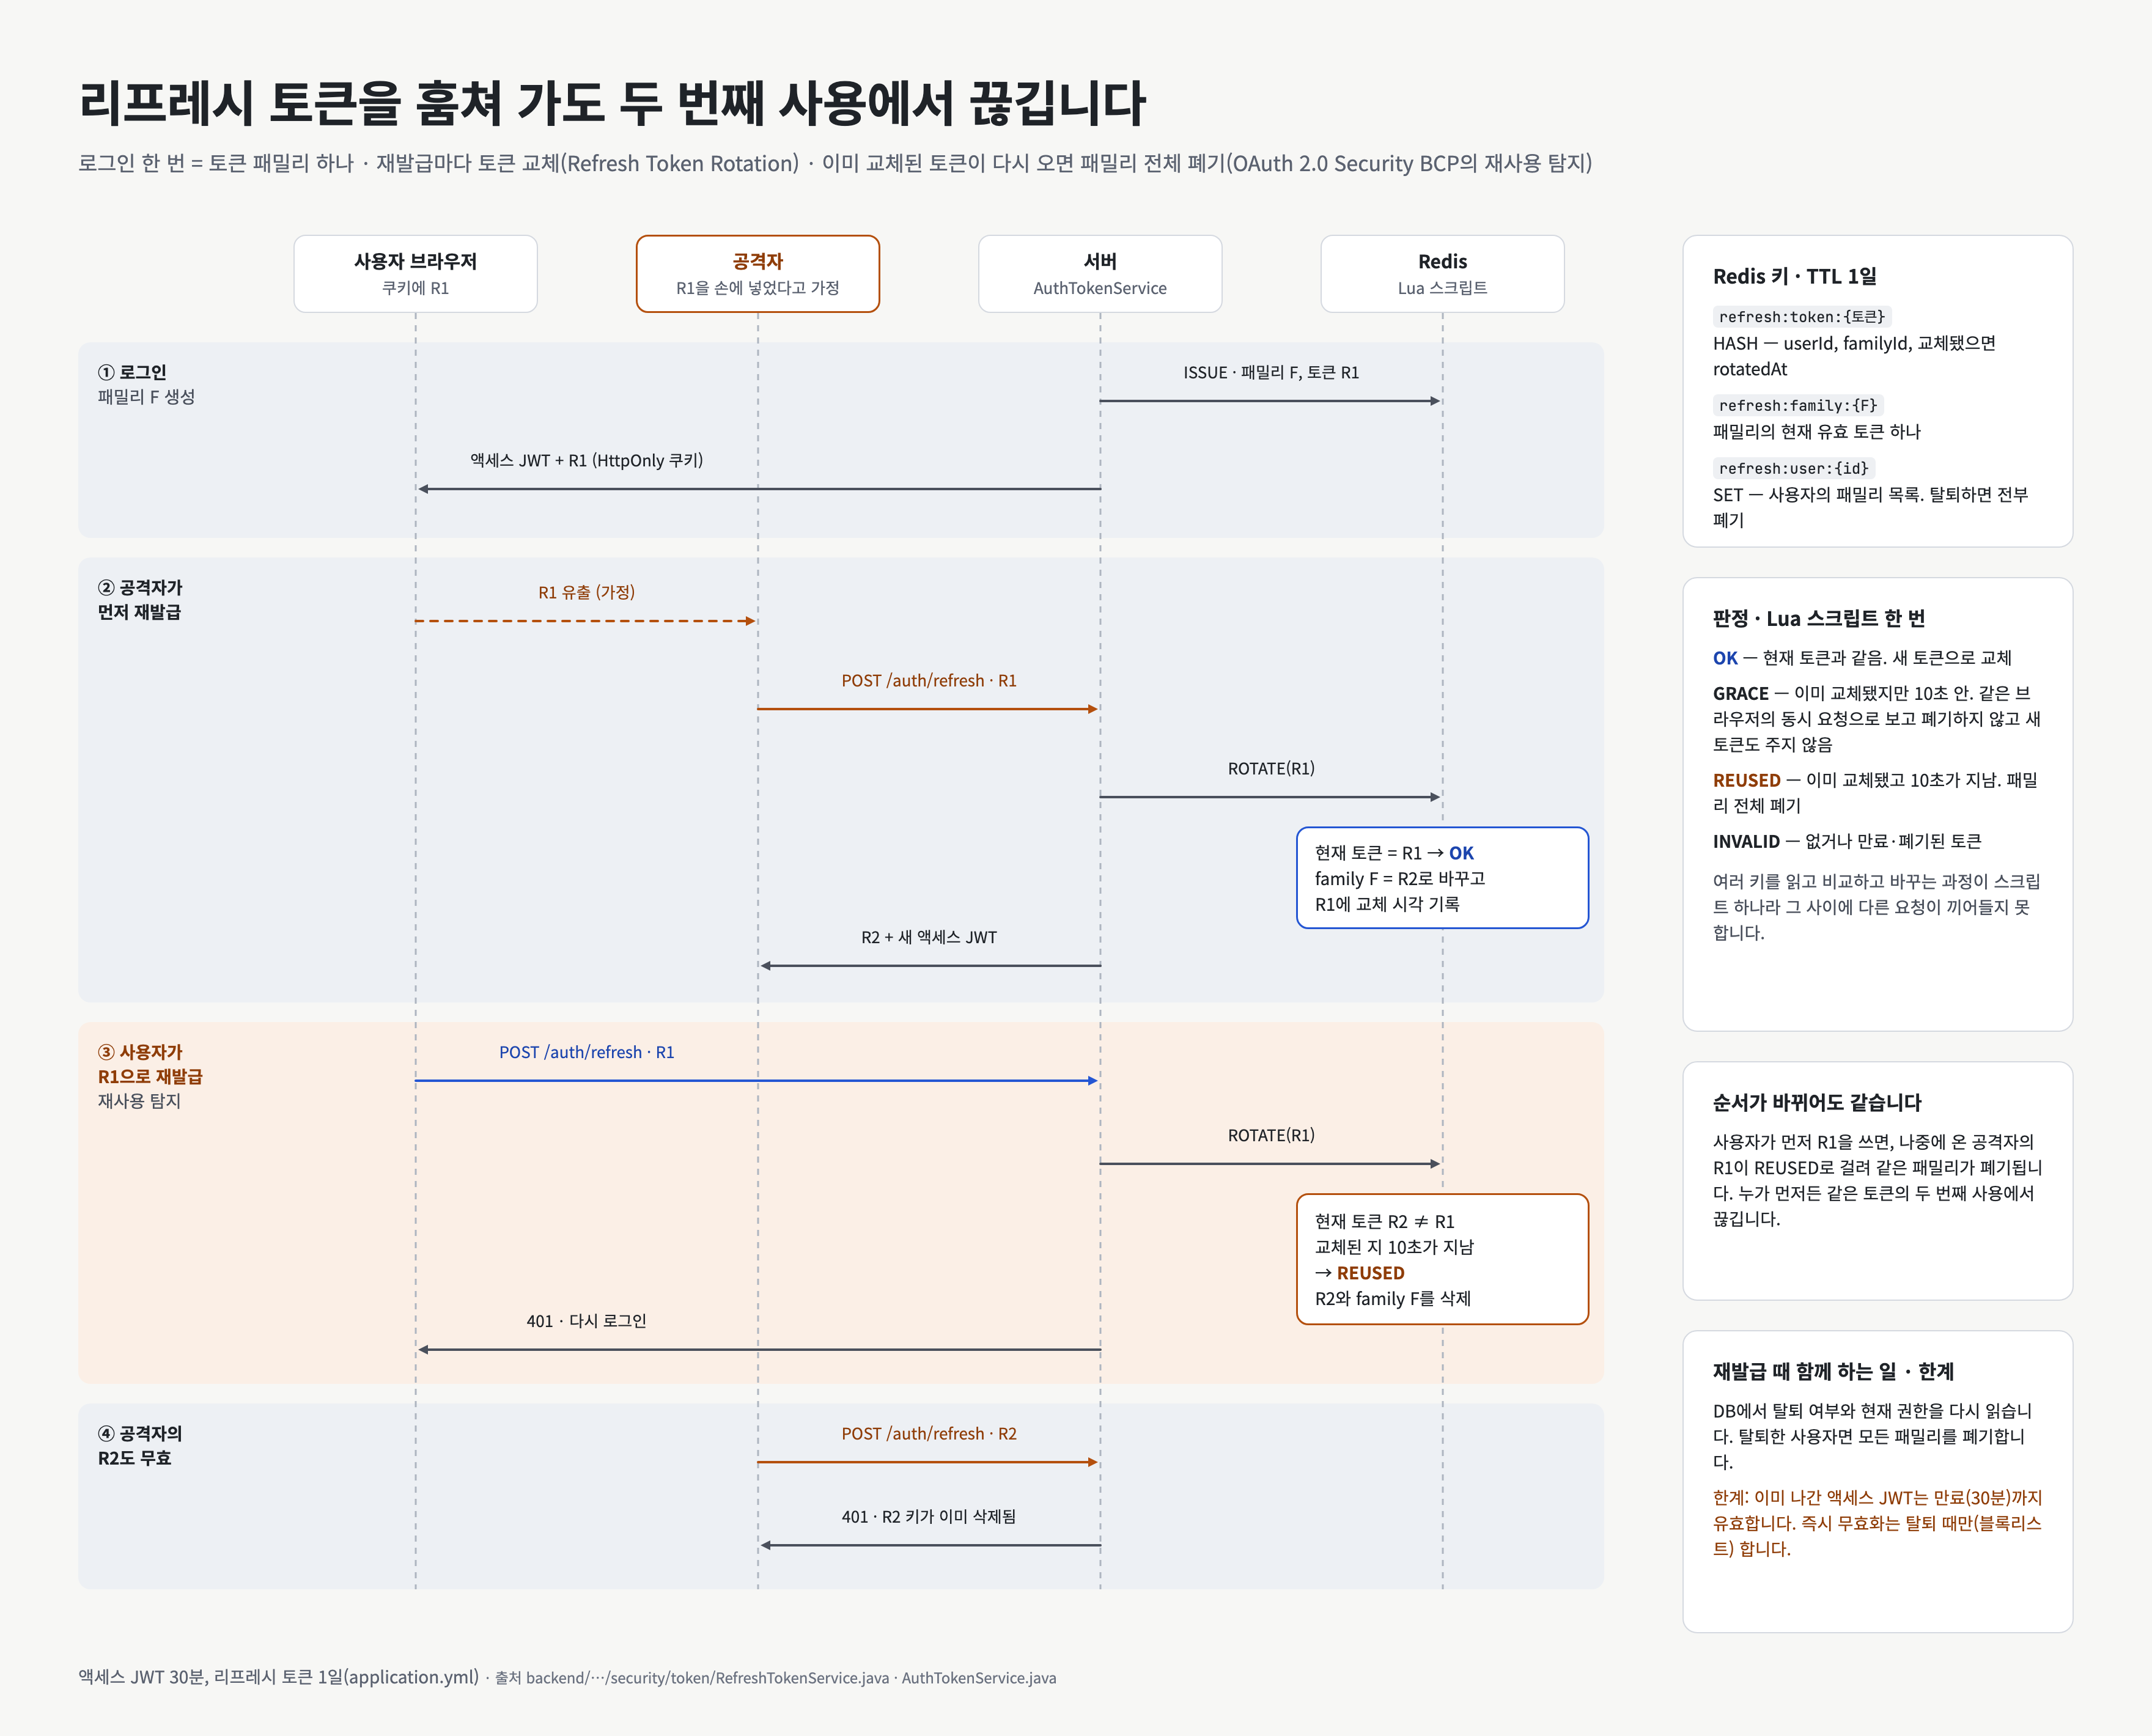 리프레시 토큰을 훔쳐 가도 두 번째 사용에서 끊깁니다
로그인 한 번 = 토큰 패밀리 하나 · 재발급마다 토큰 교체(Refresh Token Rotation) · 이미 교체된 토큰이 다시 오면 패밀리 전체 폐기(OAuth 2.0 Security BCP의 재사용 탐지)
사용자 브라우저
쿠키에 R1
공격자
R1을 손에 넣었다고 가정
서버
AuthTokenService
Redis
Lua 스크립트
① 로그인
패밀리 F 생성
ISSUE · 패밀리 F, 토큰 R1
액세스 JWT + R1 (HttpOnly 쿠키)
② 공격자가
먼저 재발급
R1 유출 (가정)
POST /auth/refresh · R1
ROTATE(R1)
현재 토큰 = R1 → OK
family F = R2로 바꾸고
R1에 교체 시각 기록
R2 + 새 액세스 JWT
③ 사용자가
R1으로 재발급
재사용 탐지
POST /auth/refresh · R1
ROTATE(R1)
현재 토큰 R2 ≠ R1
교체된 지 10초가 지남
→ REUSED
R2와 family F를 삭제
401 · 다시 로그인
④ 공격자의
R2도 무효
POST /auth/refresh · R2
401 · R2 키가 이미 삭제됨
Redis 키 · TTL 1일
refresh:token:{토큰}
HASH — userId, familyId, 교체됐으면
rotatedAt
refresh:family:{F}
패밀리의 현재 유효 토큰 하나
refresh:user:{id}
SET — 사용자의 패밀리 목록. 탈퇴하면 전부
폐기
판정 · Lua 스크립트 한 번
OK — 현재 토큰과 같음. 새 토큰으로 교체
GRACE — 이미 교체됐지만 10초 안. 같은 브
라우저의 동시 요청으로 보고 폐기하지 않고 새
토큰도 주지 않음
REUSED — 이미 교체됐고 10초가 지남. 패밀
리 전체 폐기
INVALID — 없거나 만료·폐기된 토큰
여러 키를 읽고 비교하고 바꾸는 과정이 스크립
트 하나라 그 사이에 다른 요청이 끼어들지 못
합니다.
순서가 바뀌어도 같습니다
사용자가 먼저 R1을 쓰면, 나중에 온 공격자의
R1이 REUSED로 걸려 같은 패밀리가 폐기됩니
다. 누가 먼저든 같은 토큰의 두 번째 사용에서
끊깁니다.
재발급 때 함께 하는 일 · 한계
DB에서 탈퇴 여부와 현재 권한을 다시 읽습니
다. 탈퇴한 사용자면 모든 패밀리를 폐기합니
다.
한계: 이미 나간 액세스 JWT는 만료(30분)까지
유효합니다. 즉시 무효화는 탈퇴 때만(블록리스
트) 합니다.
액세스 JWT 30분, 리프레시 토큰 1일(application.yml) · 출처 backend/…/security/token/RefreshTokenService.java · AuthTokenService.java